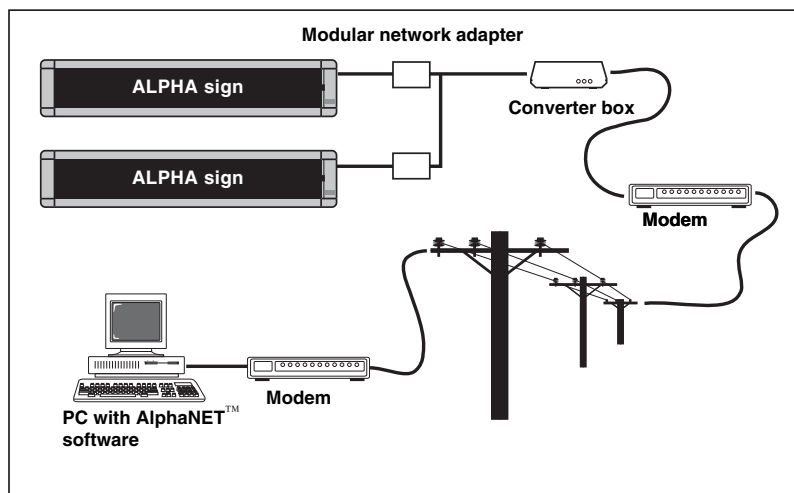 Modular network adapter
ALPHA sign
Converter box
ALPHA sign
Modem
PC with AlphaNET™
software
Modem